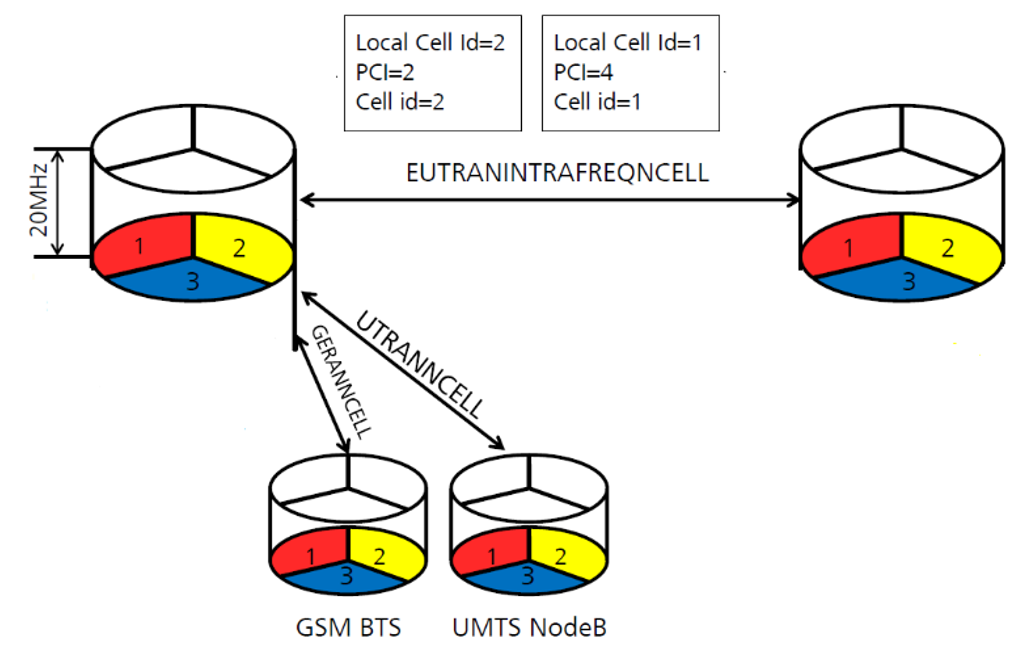 Local Cell Id=2
PCI=2
Cell id=2
Local Cell Id=1
PCI=4
Cell id=1
EUTRANINTRAFREQNCELL
20MHz
1
2
3
1
2
3
UTRANNCELL
GERANNCELL
1
2
3
1
2
3
GSM BTS
UMTS NodeB